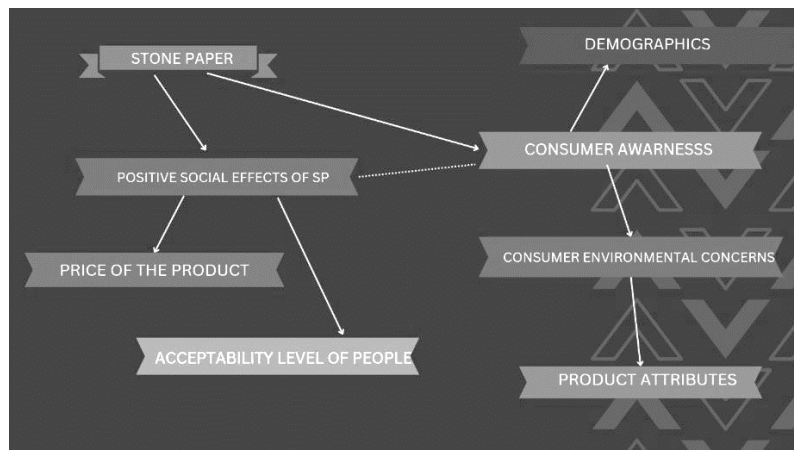 STONE PAPER
DEMOGRAPHICS
CONSUMER AWARNESSS
POSITIVE SOCIAL EFFECTS OF SP
PRICE OF THE PRODUCT
CONSUMER ENVIRONMENTAL CONCERNS
ACCEPTABILITY LEVEL OF PEOPLE
PRODUCT ATTRIBUTES